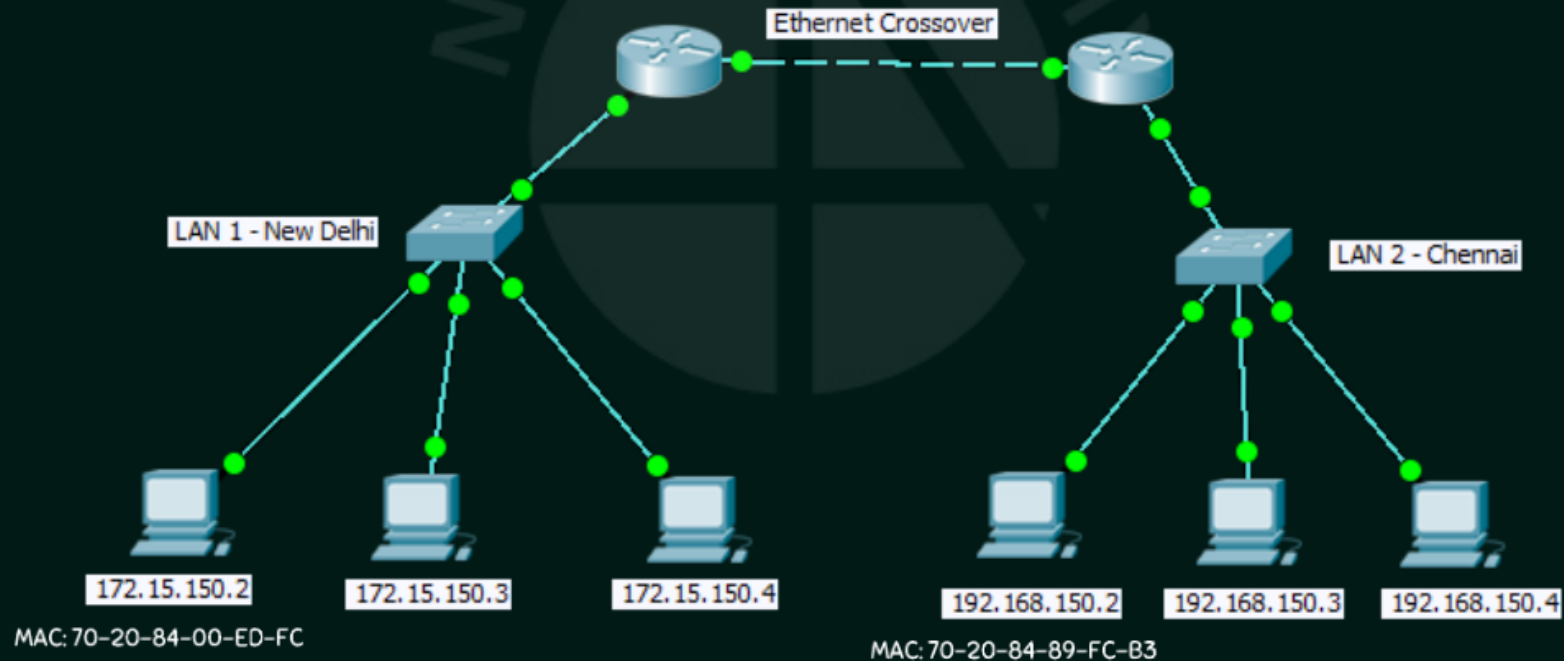 Ethernet Crossover
LAN 1 - New Delhi
LAN 2 - Chennai
172.15.150.2
172.15.150.3
172.15.150.4
192.168.150.2
192.168.150.3
192.168.150.4
MAC: 70-20-84-00-ED-FC
MAC: 70-20-84-89-FC-B3